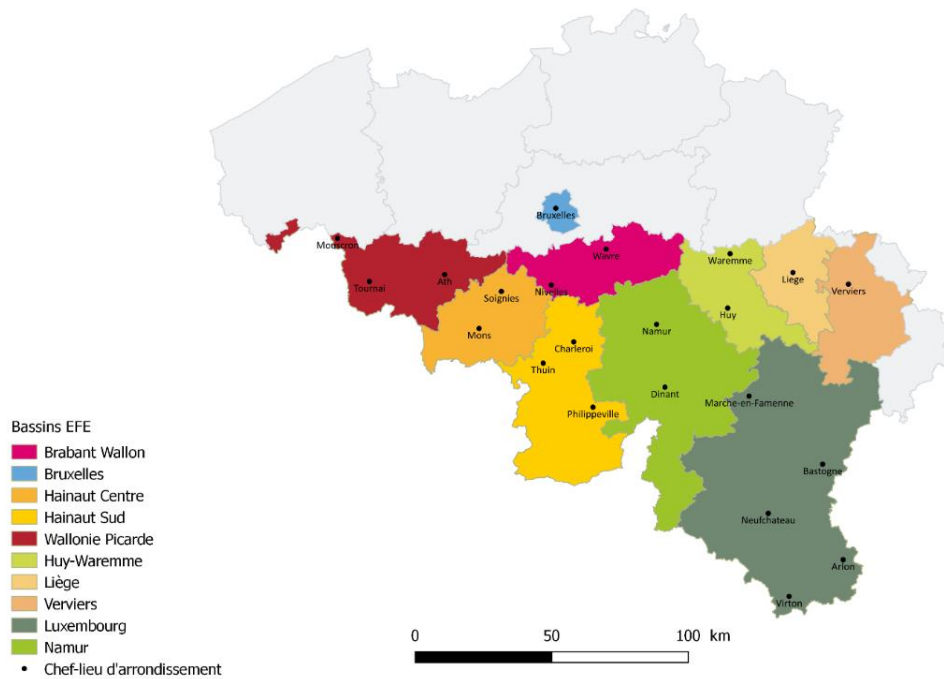 Bruxelles
Mouscron
Wavre
Waremme
Tournai
Ath
Liege
Verviers
Soignies
Nivelles
Huy
Mons
Namur
Charleroi
Thuin
Dinant
Marche-en-Famenne
Philippeville
Bastogne
Neufchateau
Arlon
Virton
Bassins EFE
Brabant Wallon
Bruxelles
Hainaut Centre
Hainaut Sud
Wallonie Picarde
Huy-Waremme
Liège
Verviers
Luxembourg
Namur
Chef-lieu d'arrondissement
0 50 100 km